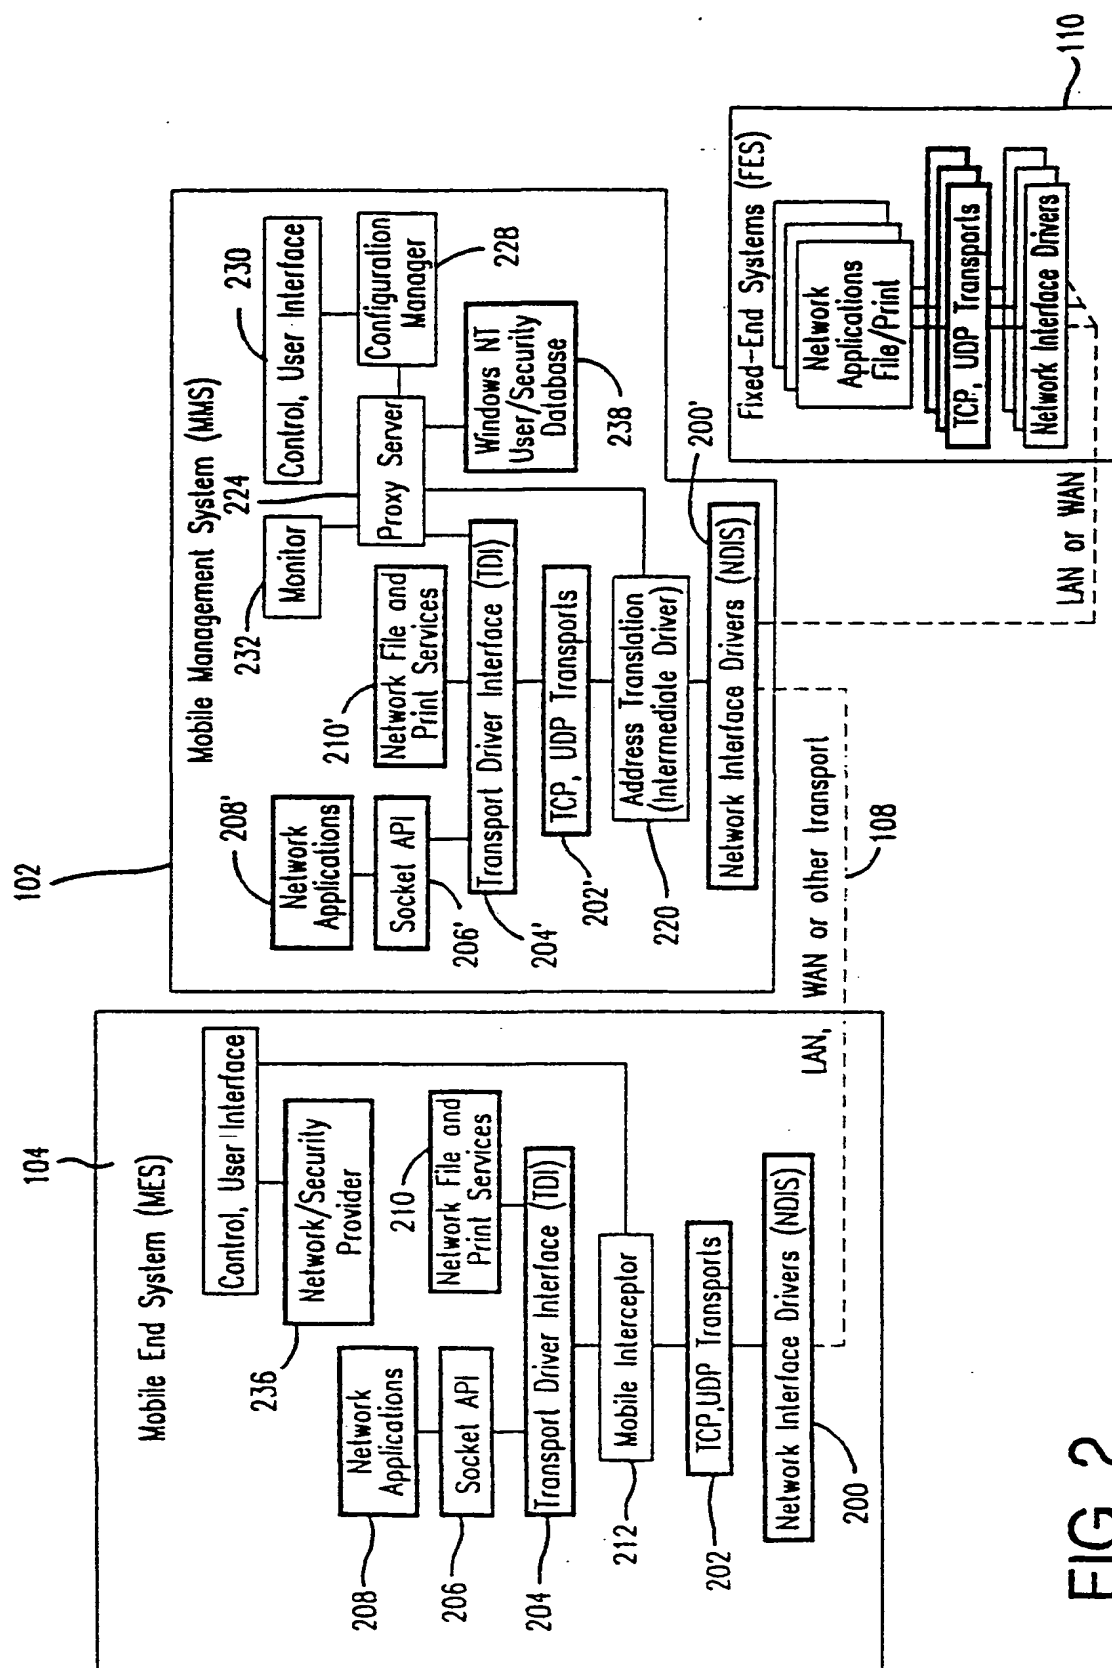 104
Mobile End System (MES)
Control, User Interface
Network/Security
Provider
236
210
Network File and
Print Services
Network
Applications
208
Socket API
206
Transport Driver Interface (TDI)
204
Mobile Interceptor
212
TCP,UDP Transports
202
Network Interface Drivers (NDIS)
200
102
Mobile Management System (MMS)
230
Control, User Interface
232
Monitor
224
Proxy Server
Configuration
Manager
228
Windows NT
User/Security
Database
238
208'
Network
Applications
210'
Network File and
Print Services
Socket API
206'
Transport Driver Interface (TDI)
204'
TCP, UDP Transports
202'
Address Translation
(Intermediate Driver)
220
Network Interface Drivers (NDIS)
200'
LAN, WAN or other transport
108
LAN or WAN
Fixed-End Systems (FES)
Network
Applications
File/Print
TCP, UDP Transports
Network Interface Drivers
110
FIG 2